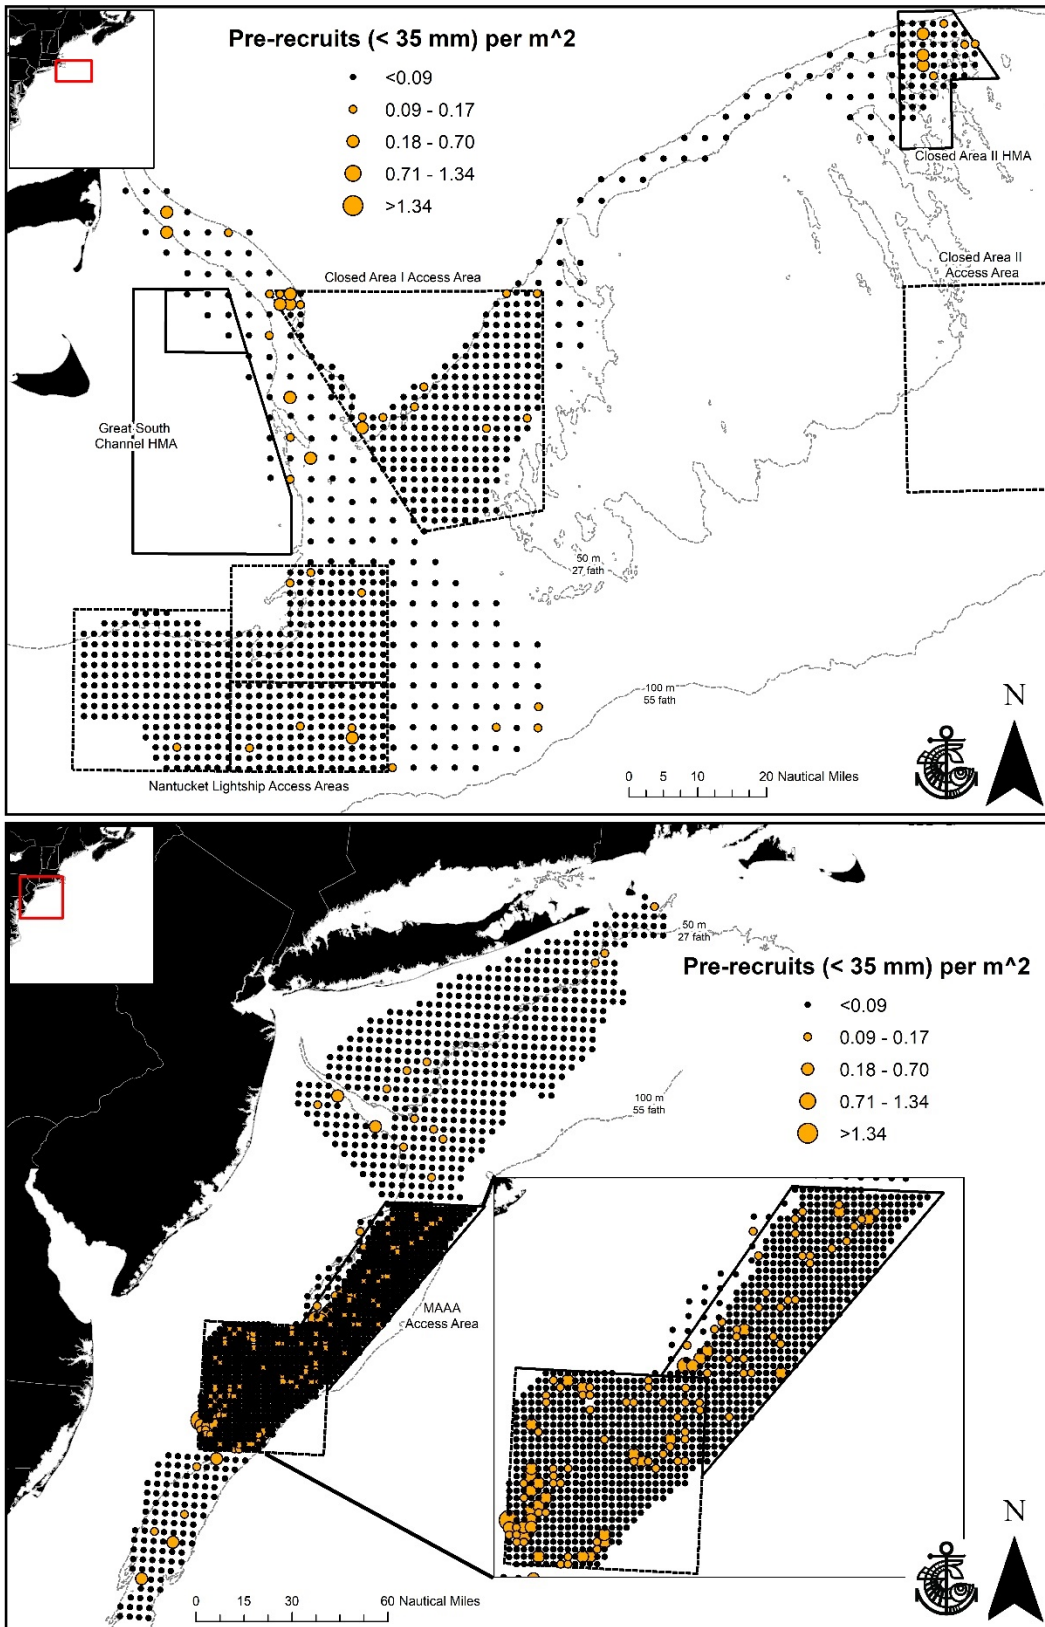 Pre-recruits (< 35 mm) per m^2
<0.09
0.09 - 0.17
0.18 - 0.70
0.71 - 1.34
>1.34
Closed Area II HMA
Closed Area I Access Area
Closed Area II
Access Area
Great South
Channel HMA
50 m
27 fath
100 m
55 fath
N
Nantucket Lightship Access Areas
0 5 10 20 Nautical Miles
50 m
27 fath
Pre-recruits (< 35 mm) per m^2
<0.09
0.09 - 0.17
0.18 - 0.70
0.71 - 1.34
>1.34
100 m
55 fath
MAAA
Access Area
N
0 15 30 60 Nautical Miles